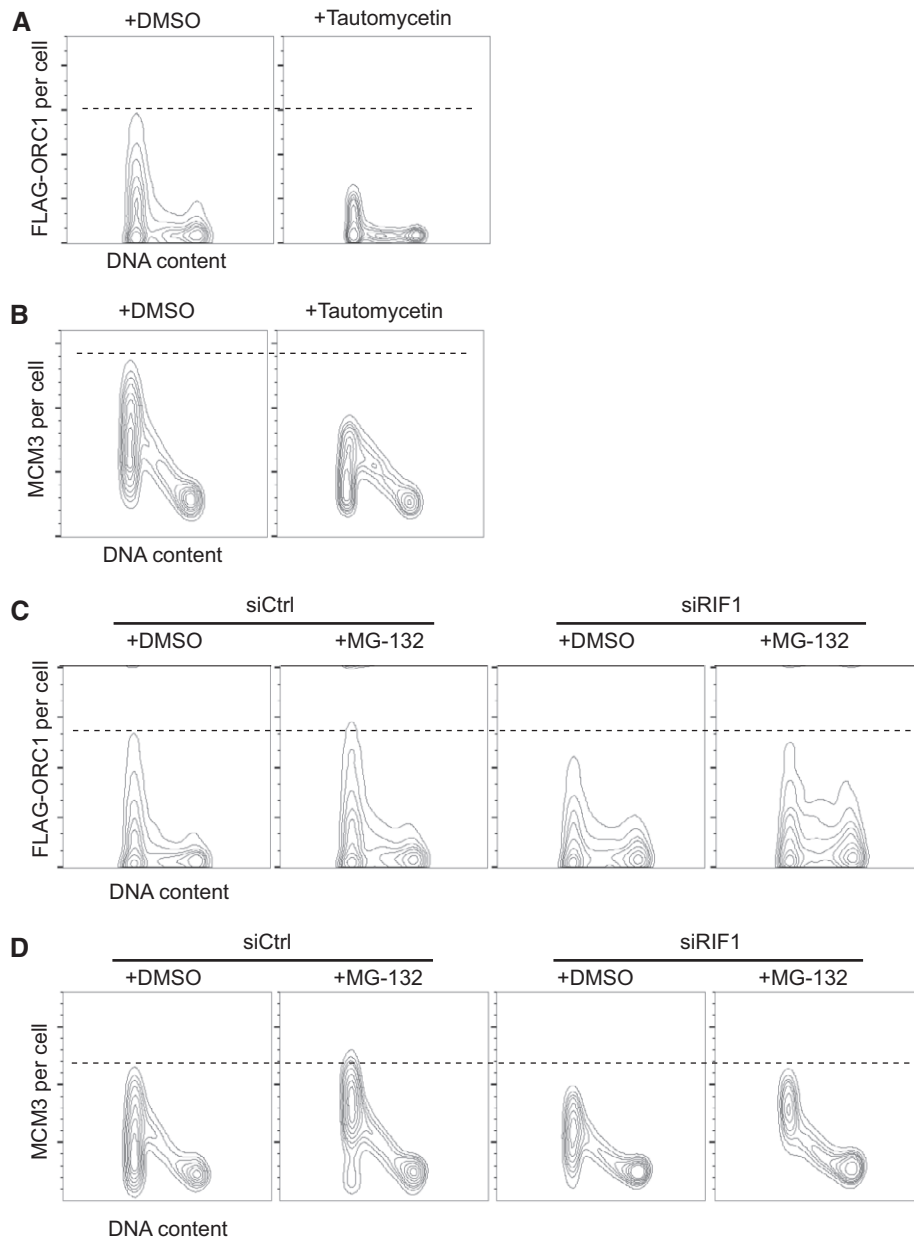 A
+DMSO
+Tautomycetin
FLAG-ORC1 per cell
DNA content
B
+DMSO
+Tautomycetin
MCM3 per cell
DNA content
C
siCtrl
siRIF1
+DMSO
+MG-132
+DMSO
+MG-132
FLAG-ORC1 per cell
DNA content
D
siCtrl
siRIF1
+DMSO
+MG-132
+DMSO
+MG-132
MCM3 per cell
DNA content